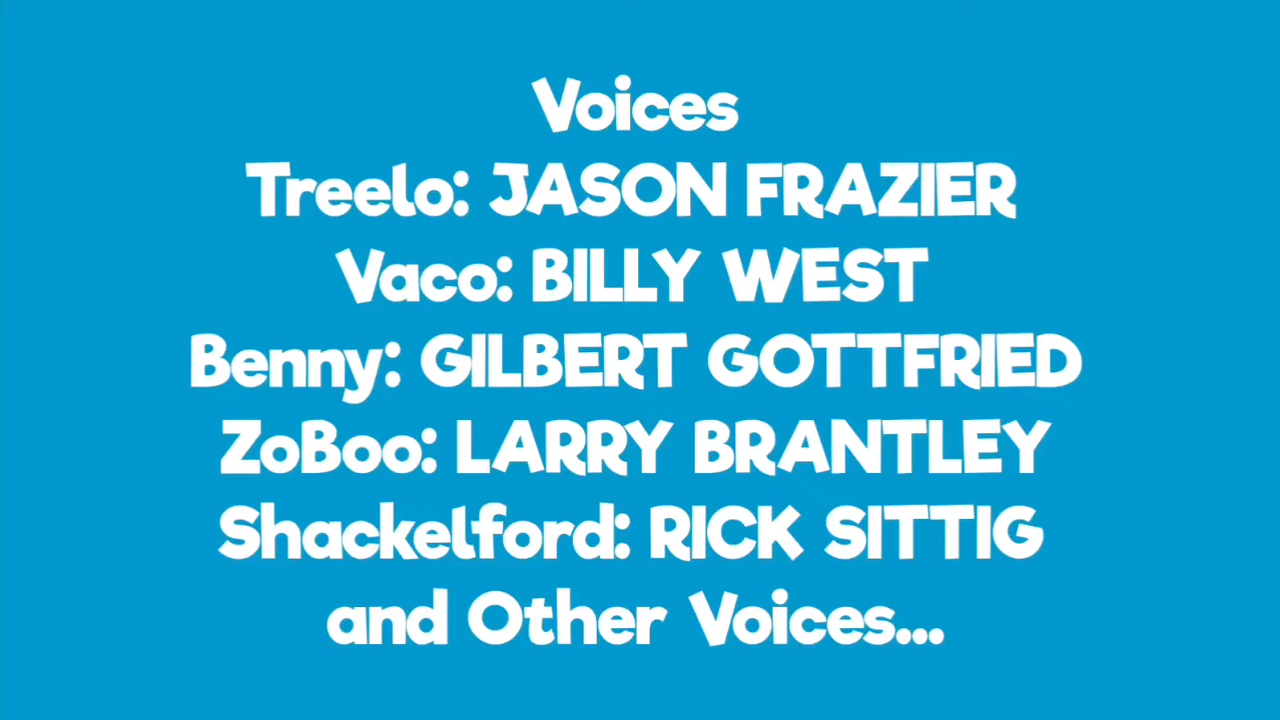 Voices
Treelo: JASON FRAZIER
Vaco: BILLY WEST
Benny: GILBERT GOTTFRIED
ZoBoo: LARRY BRANTLEY
Shackelford: RICK SITTIG
and Other Voices...